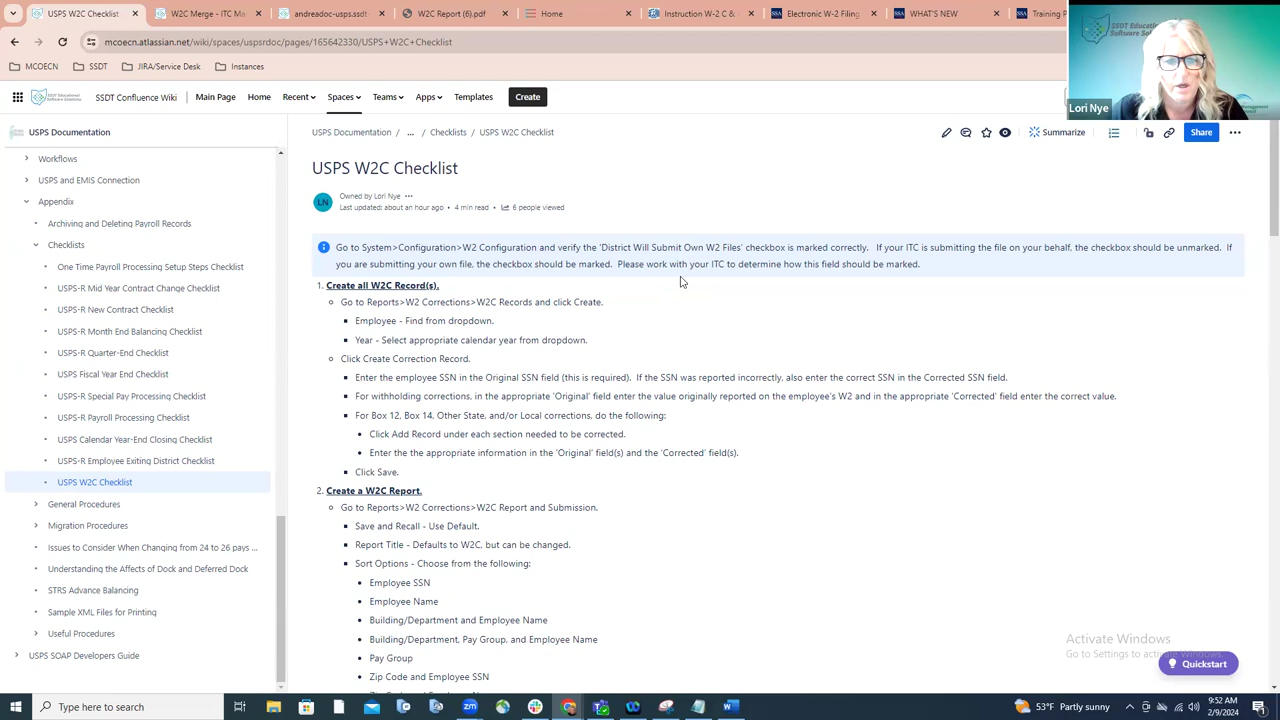 USPS W2C
W2C - ITC Ma
andreadoc-ussdt
W2C Report (6).pdf
Home
Instruction W-2 C &
Electronic W-2 Filing
WHAT'S NEW
Training P
mcoecn.atlassian.net/wiki/spaces/uspsrdoc/pages/165642330/USPS+W2C+Checklist
MCOECN
SSDT
JIRA/Service Desk
Instances
SSDT Educa
Software So
Lori Nye
SSDT Confluence Wiki
Main Page
Home
Recent
Spaces
Teams
Apps
Templates
Create
USPS Documentation
USPS Documentation / ... / Checklists / USPS W2C Checklist
Summarize
Share
Workflows
USPS and EMIS Connection
Appendix
Archiving and Deleting Payroll Records
Checklists
One Time Payroll Processing Setup Steps Checklist
USPS-R Mid Year Contract Change Checklist
USPS-R New Contract Checklist
USPS-R Month End Balancing Checklist
USPS-R Quarter-End Checklist
USPS Fiscal Year End Checklist
USPS-R Special Pay Processing Checklist
USPS-R Payroll Processing Checklist
USPS Calendar Year-End Closing Checklist
USPS-R Employee Exiting District Checklist
USPS W2C Checklist
General Procedures
Migration Procedures
Issues to Consider When Changing from 24 to 26 pays ...
Understanding the Affects of Dock and Deferred Dock
STRS Advance Balancing
Sample XML Files for Printing
Useful Procedures
USPS SOAP Developers Guide
USPS W2C Checklist
LN
Owned by Lori Nye
Last updated: about an hour ago • 4 min read • 6 people viewed
Go to System>Configuration>W2 Configuration and verify the 'District Will Submit Own W2 Files' checkbox is marked correctly. If your ITC is submitting the file on your behalf, the checkbox should be unmarked. If
you are submitting your own file, the checkbox should be marked. Please work with your ITC to determine how this field should be marked.
1. Create all W2C Record(s).
Go to Reports>W2 Corrections>W2C Records and click Create.
Employee - Find from dropdown.
Year - Select appropriate calendar year from dropdown.
Click Create Correction Record.
Enter the employee SSN in the Original SSN field (this is required). If the SSN was reported incorrectly, also enter the correct SSN in the Corrected SSN field.
For withholding corrections, in the appropriate 'Original' field enter the value originally reported on the employee's W2 and in the appropriate 'Corrected' field enter the correct value.
For Box 12, Box 14, Other State, and/or Local corrections, do the following:
Click Add Record under each section needed to be corrected.
Enter the the appropriate information in the 'Original' field(s) and the 'Corrected' field(s).
Click Save.
2. Create a W2C Report.
Go to Reports>W2 Corrections>W2C Report and Submission.
Save and Recall - Use Default.
Report Title - Defaults to W2C, but can be changed.
Sort Options - Choose from the following:
Employee SSN
Employee Name
Building/Department and Employee Name
Building/Department, Pay Group, and Employee Name
Pay Group
Zip Code and Employee SSN
Activate Windows
Go to Settings to activate Windows.
Quickstart
Type here to search
53°F Partly sunny
9:52 AM
2/9/2024